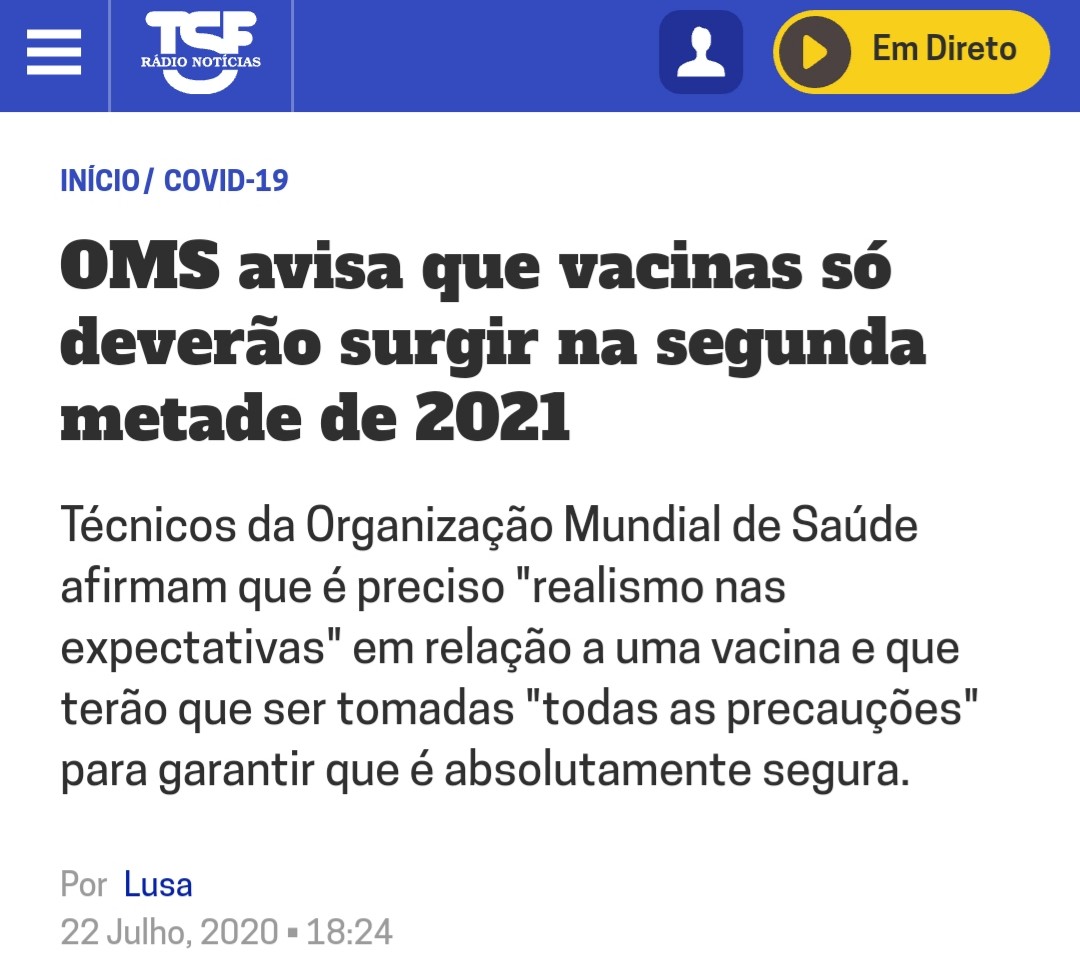 TSF
RÁDIO NOTÍCIAS
Em Direto
INÍCIO/ COVID-19
OMS avisa que vacinas só
deverão surgir na segunda
metade de 2021
Técnicos da Organização Mundial de Saúde
afirmam que é preciso "realismo nas
expectativas" em relação a uma vacina e que
terão que ser tomadas "todas as precauções"
para garantir que é absolutamente segura.
Por Lusa
22 Julho, 2020 ▪ 18:24